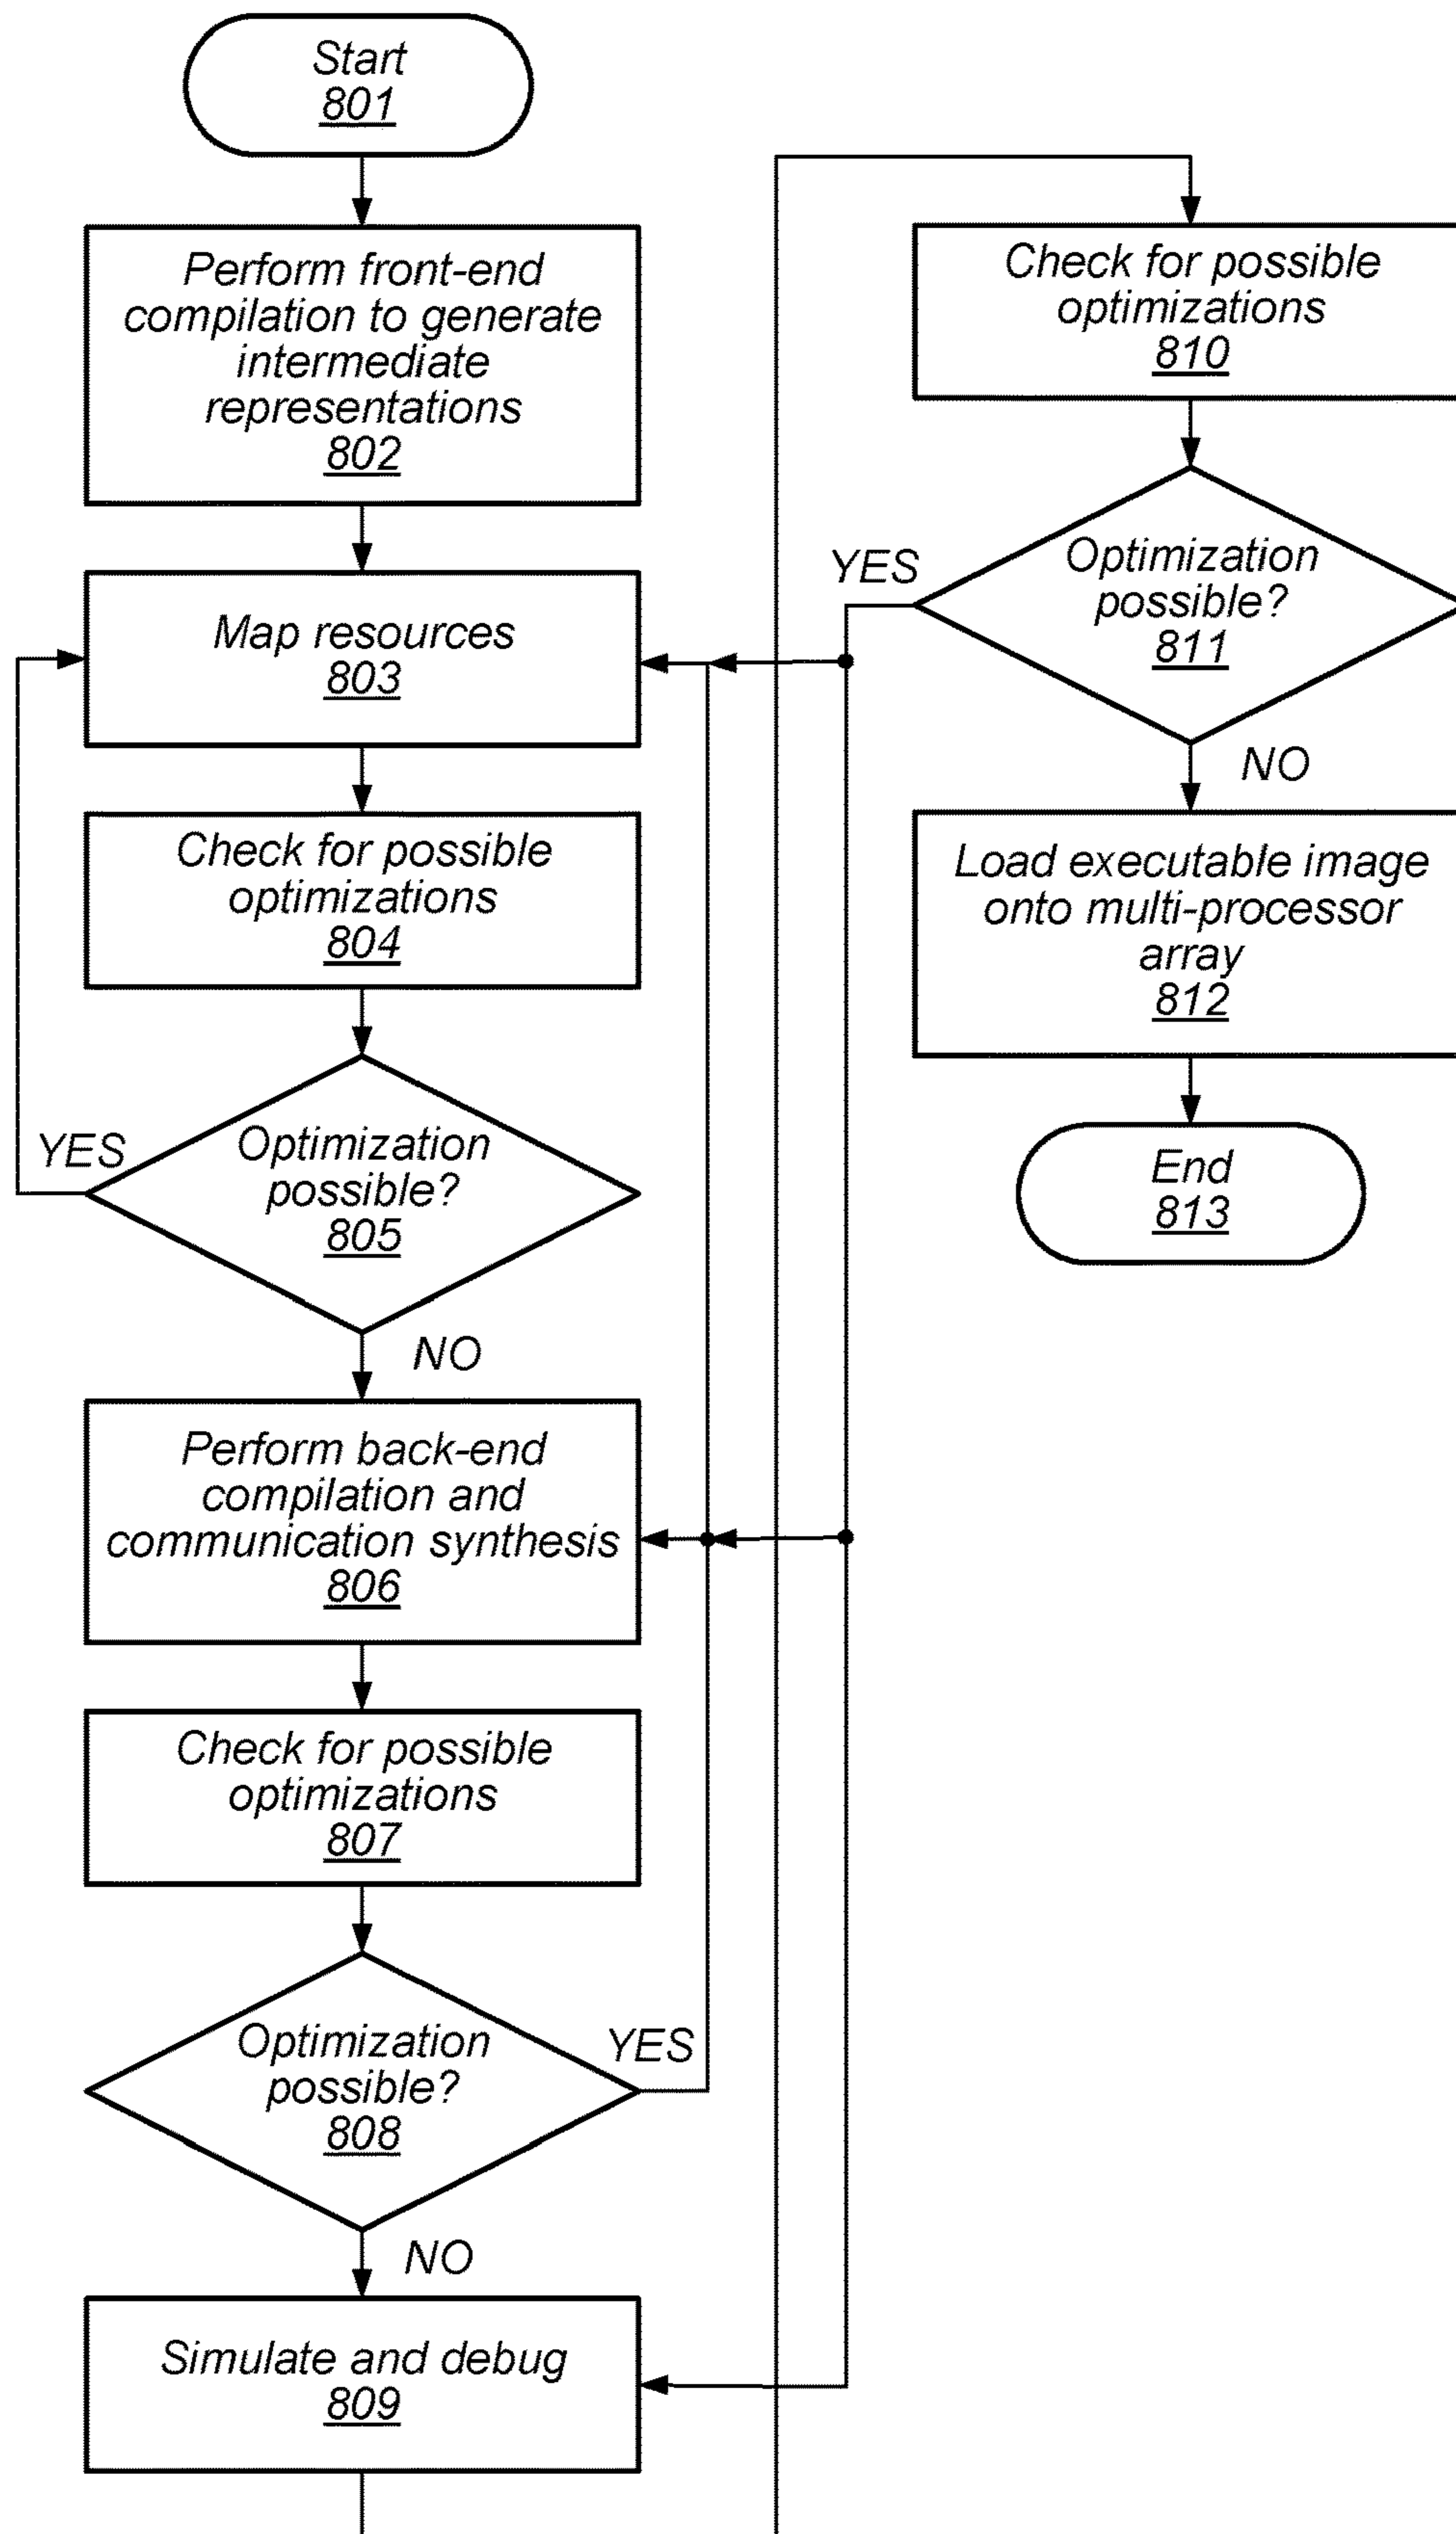 Start
801
Perform front-end
compilation to generate
intermediate
representations
802
Map resources
803
Check for possible
optimizations
804
YES
Optimization
possible?
805
NO
Perform back-end
compilation and
communication synthesis
806
Check for possible
optimizations
807
Optimization
possible?
808
YES
NO
Simulate and debug
809
Check for possible
optimizations
810
YES
Optimization
possible?
811
NO
Load executable image
onto multi-processor
array
812
End
813